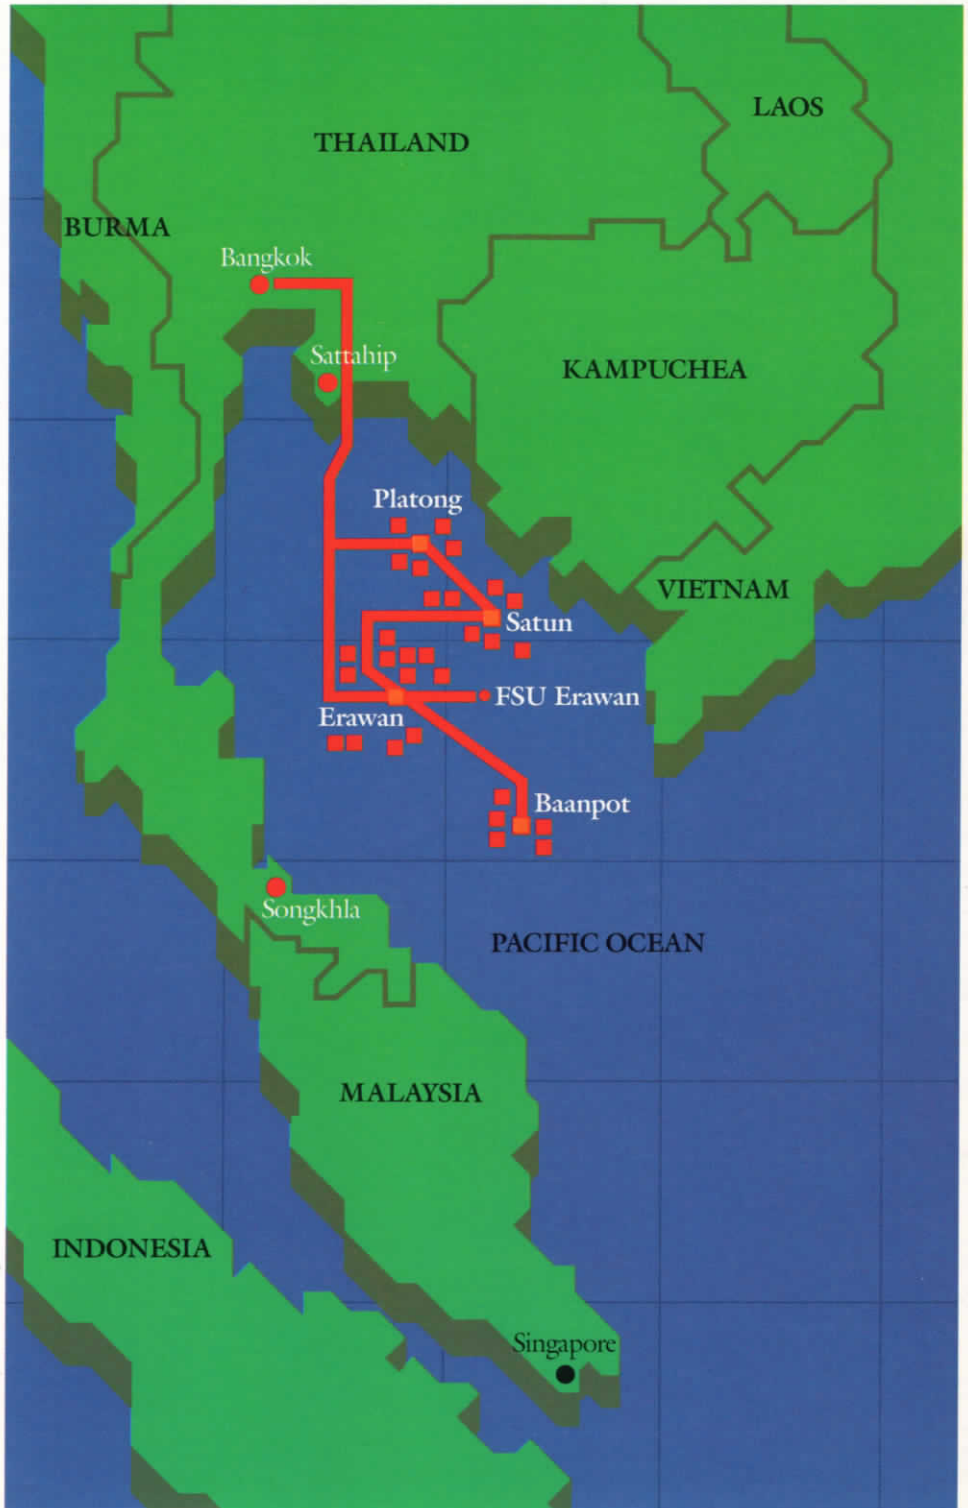 LAOS
THAILAND
BURMA
Bangkok
Sattahip
KAMPUCHEA
Platong
VIETNAM
Satun
FSU Erawan
Erawan
Baanpot
Songkhla
PACIFIC OCEAN
MALAYSIA
INDONESIA
Singapore